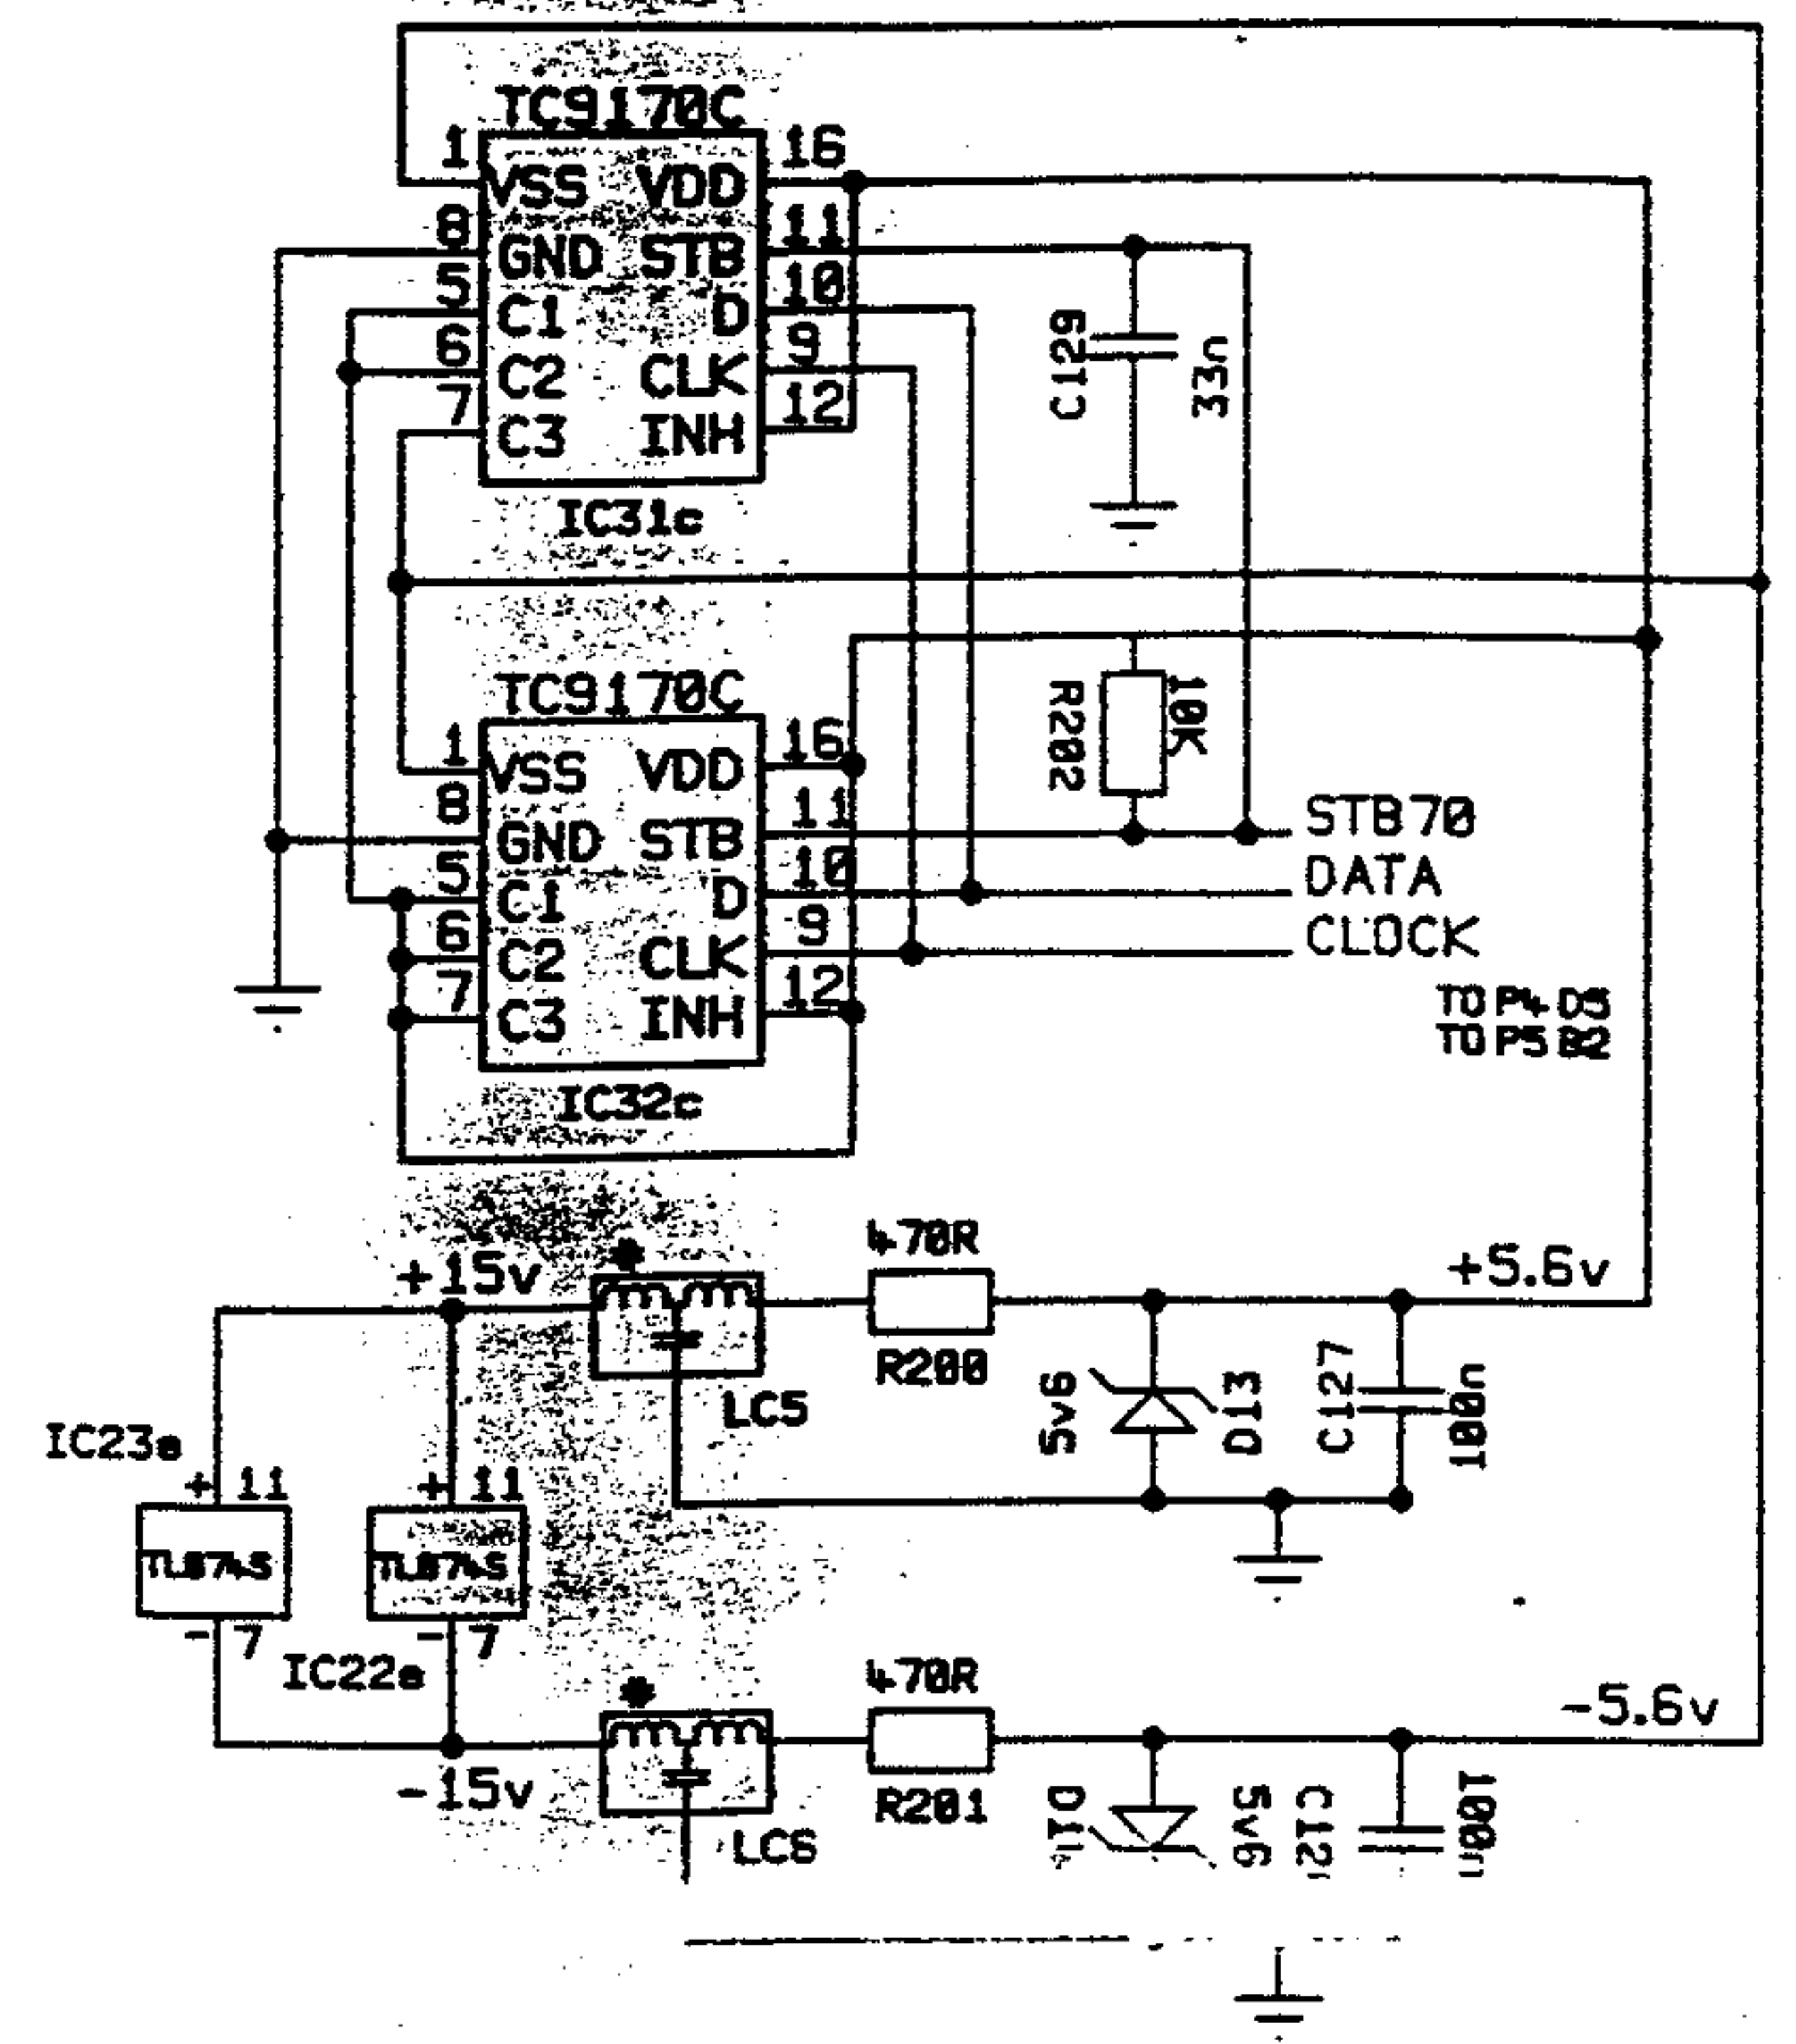 TC9170C
1 VSS VDD 16
8 GND STB 11
5 C1 D 10
6 C2 CLK 9
7 C3 INH 12
IC31c
C129
33n
TC9170C
1 VSS VDD 16
8 GND STB 11
5 C1 D 10
6 C2 CLK 9
7 C3 INH 12
IC32c
R202
10K
STB70
DATA
CLOCK
TO P4 D5
TO P5 B2
+15v
*
LC5
470R
R200
+5.6v
5v6
D13
C127
100n
IC23a
+ 11
TL074S
- 7
+ 11
TL074S
- 7
IC22a
-15v
*
LC6
470R
R201
-5.6v
5v6
100n